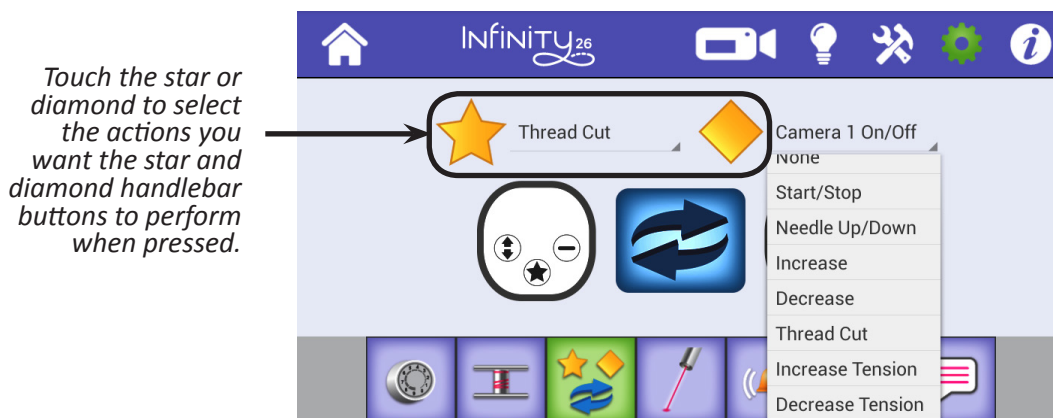 Touch the star or
diamond to select
the actions you
want the star and
diamond handlebar
buttons to perform
when pressed.
INFINITY 26
Thread Cut
Camera 1 On/Off
None
Start/Stop
Needle Up/Down
Increase
Decrease
Thread Cut
Increase Tension
Decrease Tension